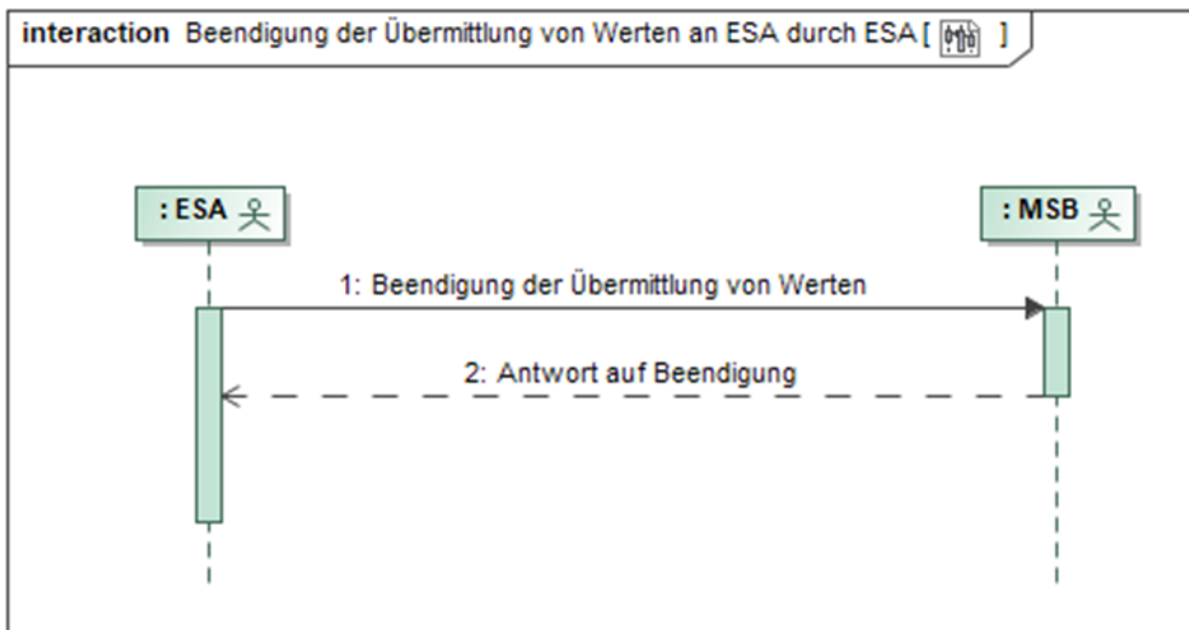 interaction Beendigung der Übermittlung von Werten an ESA durch ESA [ ]
: ESA
: MSB
1: Beendigung der Übermittlung von Werten
2: Antwort auf Beendigung